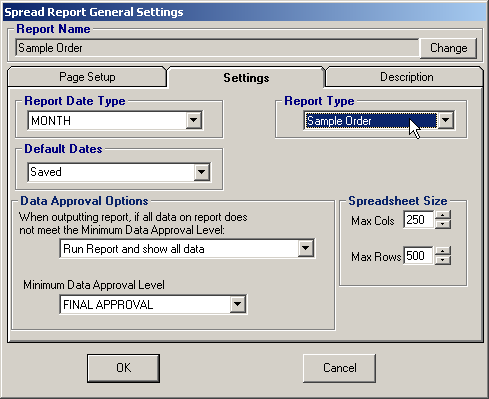 Spread Report General Settings
Report Name
Sample Order
Change
Page Setup
Settings
Description
Report Date Type
MONTH
Report Type
Sample Order
Default Dates
Saved
Data Approval Options
When outputting report, if all data on report does
not meet the Minimum Data Approval Level:
Run Report and show all data
Minimum Data Approval Level
FINAL APPROVAL
Spreadsheet Size
Max Cols 250
Max Rows 500
OK
Cancel